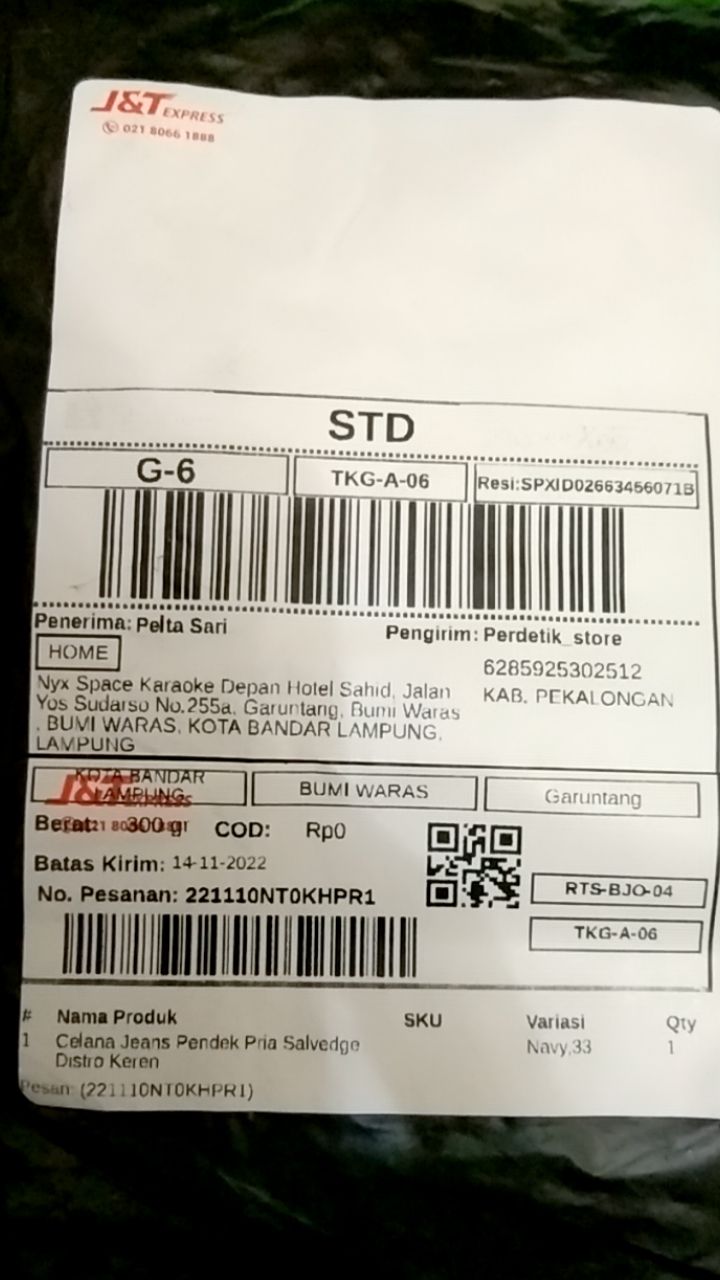 J&T EXPRESS
021 8066 1888
STD
G-6
TKG-A-06
Resi:SPXID02663456071B
Penerima: Pelta Sari
HOME
Nyx Space Karaoke Depan Hotel Sahid, Jalan
Yos Sudarso No.255a, Garuntang, Bumi Waras
, BUMI WARAS, KOTA BANDAR LAMPUNG,
LAMPUNG
Pengirim: Perdetik_store
6285925302512
KAB. PEKALONGAN
KOTA BANDAR
LAMPUNG
J&T EXPRESS
BUMI WARAS
Garuntang
Berat: 300 gr
COD: Rp0
Batas Kirim: 14-11-2022
No. Pesanan: 221110NT0KHPR1
RTS-BJO-04
TKG-A-06
# Nama Produk SKU Variasi Qty
1 Celana Jeans Pendek Pria Salvedge Navy,33 1
Distro Keren
Pesan: (221110NT0KHPR1)